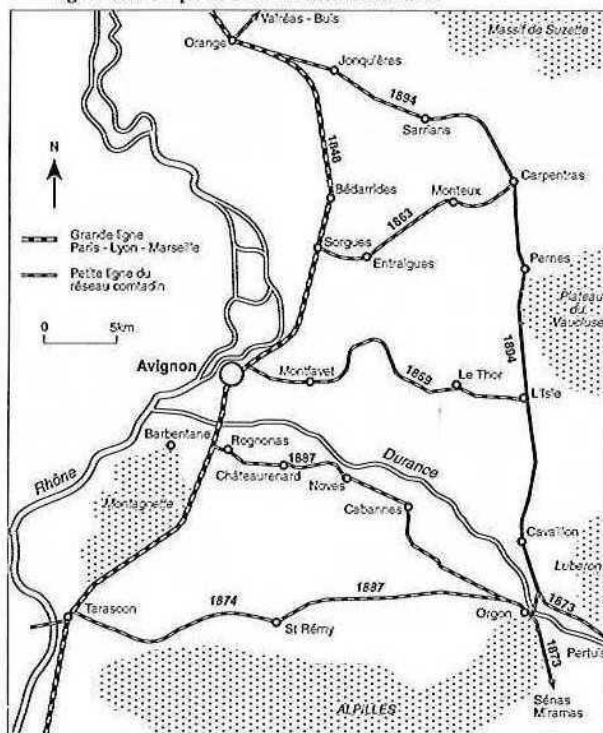 Valréas - Buis
Orange
Massif de Suzette
Jonquières
1894
Sarrians
1848
N
Carpentras
Bédarrides
Monteux
1863
Grande ligne
Paris - Lyon - Marseille
Sorgues
Entraigues
Pernes
Petite ligne du
réseau comtadin
Plateau
du
Vaucluse
0 5km
1894
Avignon
Montfavet
Le Thor
1869
L'Isle
Barbentane
Rognonas
1887
Durance
Rhône
Châteaurenard
Noves
Montagnette
Cabannes
Cavaillon
Luberon
1887
1873
Tarascon
1874
Orgon
St Rémy
Pertuis
1873
Sénas
Miramas
ALPILLES